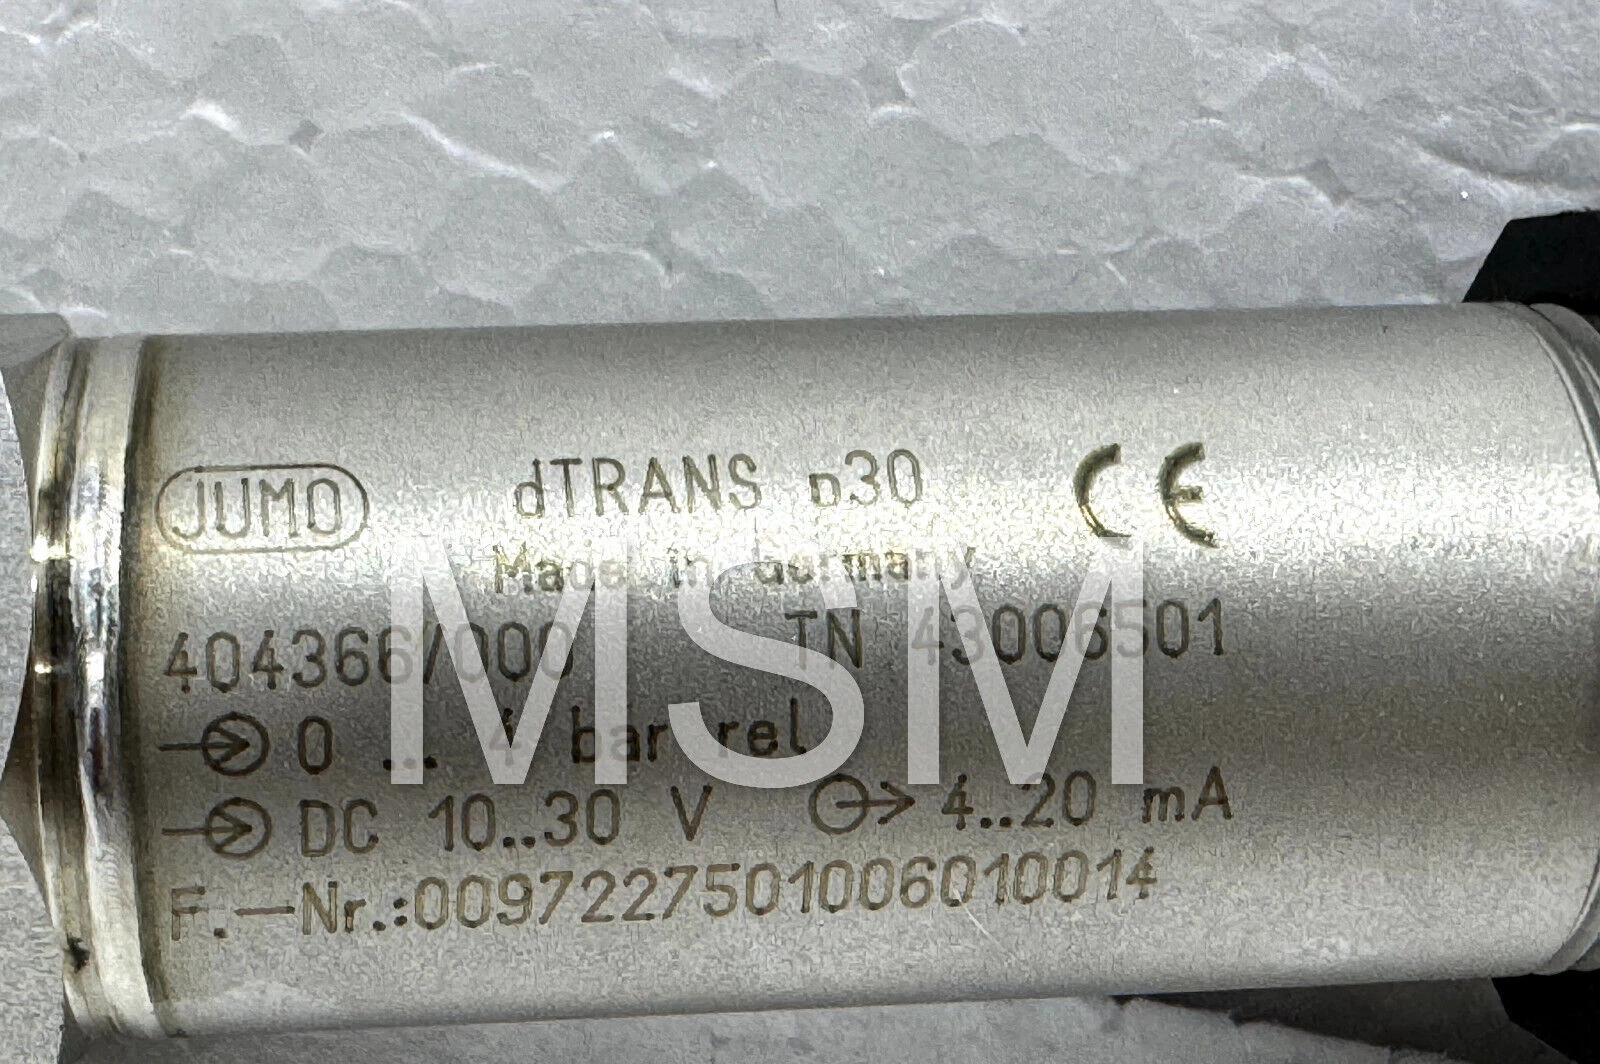 JUMO dTRANS p30 CE
Made in Germany
404366/000 TN 43006501
0 ... 4 bar rel
DC 10..30 V 4..20 mA
F.-Nr.:0097227501006010014
MSM